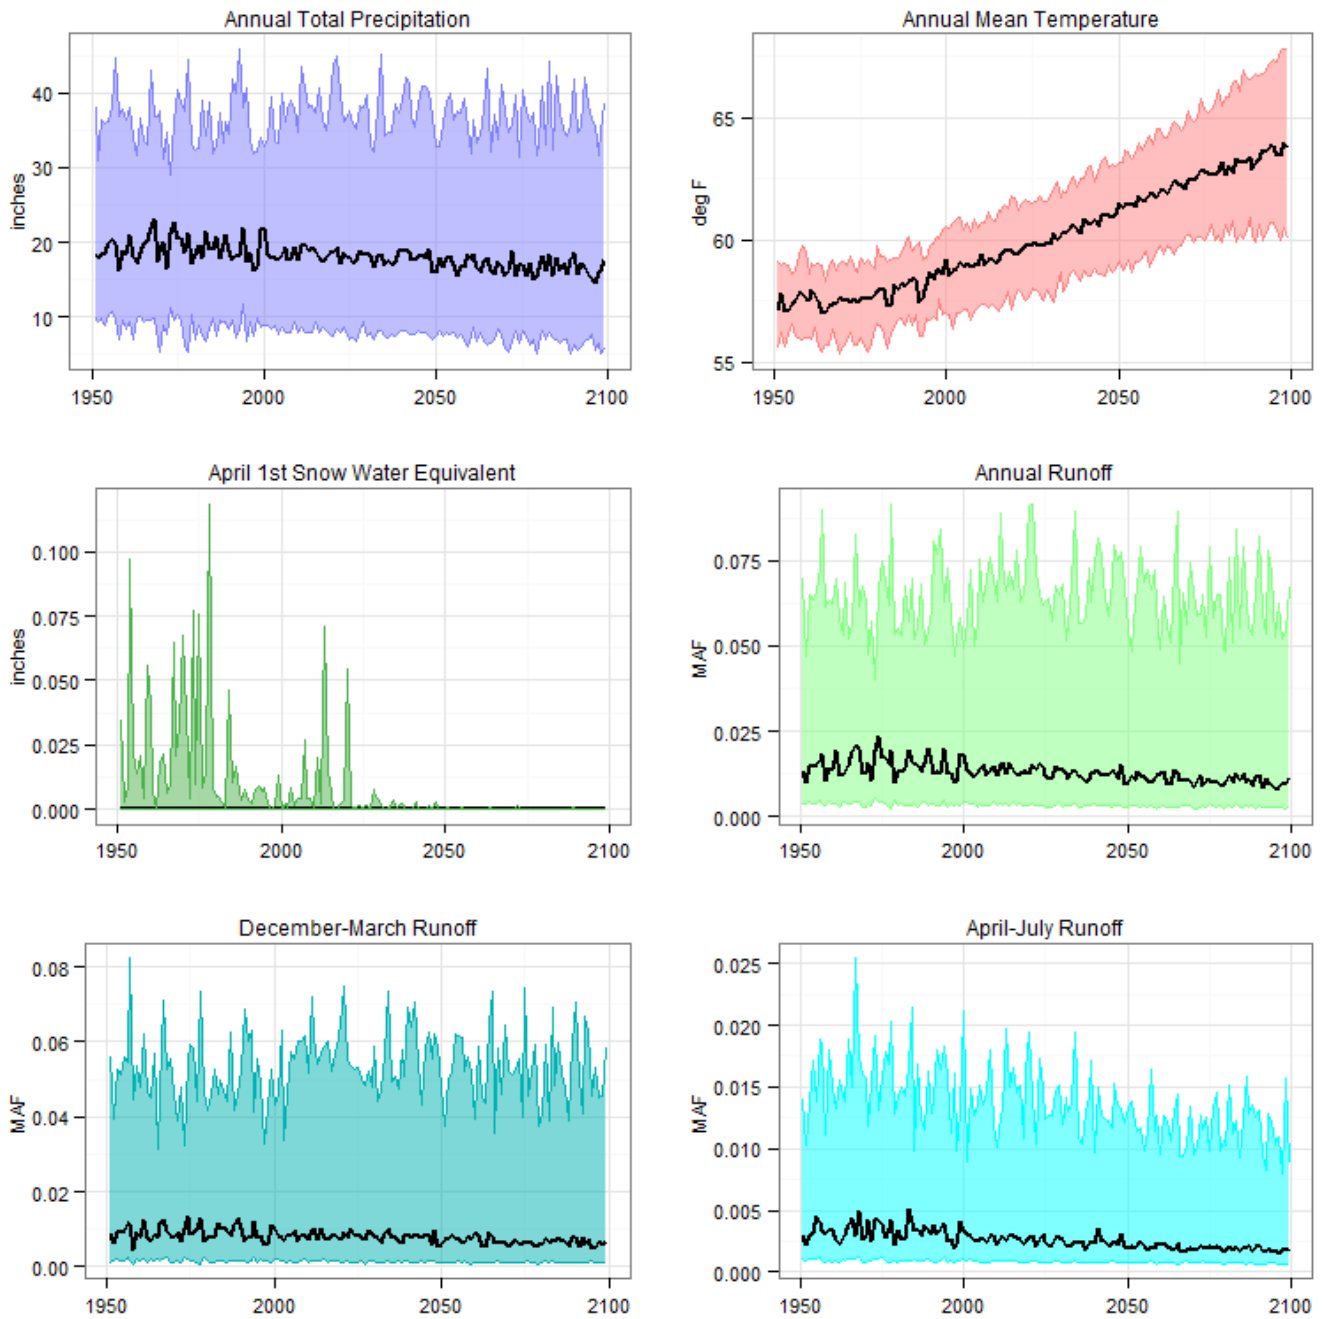 Annual Total Precipitation
inches
40
30
20
10
1950 2000 2050 2100
Annual Mean Temperature
deg F
65
60
55
1950 2000 2050 2100
April 1st Snow Water Equivalent
inches
0.100
0.075
0.050
0.025
0.000
1950 2000 2050 2100
Annual Runoff
MAF
0.075
0.050
0.025
0.000
1950 2000 2050 2100
December-March Runoff
MAF
0.08
0.06
0.04
0.02
0.00
1950 2000 2050 2100
April-July Runoff
MAF
0.025
0.020
0.015
0.010
0.005
0.000
1950 2000 2050 2100